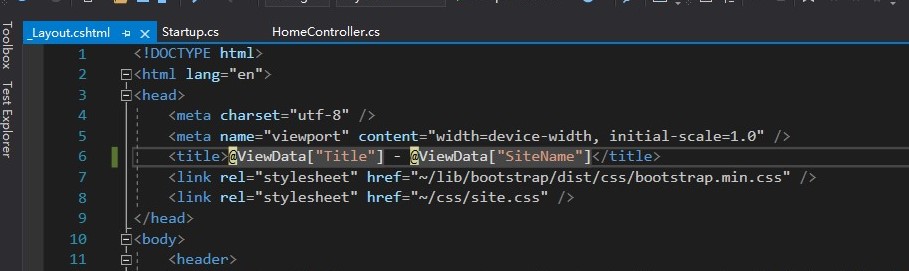 _Layout.cshtml Startup.cs HomeController.cs
Toolbox
Test Explorer
1 <!DOCTYPE html>
2 <html lang="en">
3 <head>
4 <meta charset="utf-8" />
5 <meta name="viewport" content="width=device-width, initial-scale=1.0" />
6 <title>@ViewData["Title"] - @ViewData["SiteName"]</title>
7 <link rel="stylesheet" href="~/lib/bootstrap/dist/css/bootstrap.min.css" />
8 <link rel="stylesheet" href="~/css/site.css" />
9 </head>
10 <body>
11 <header>